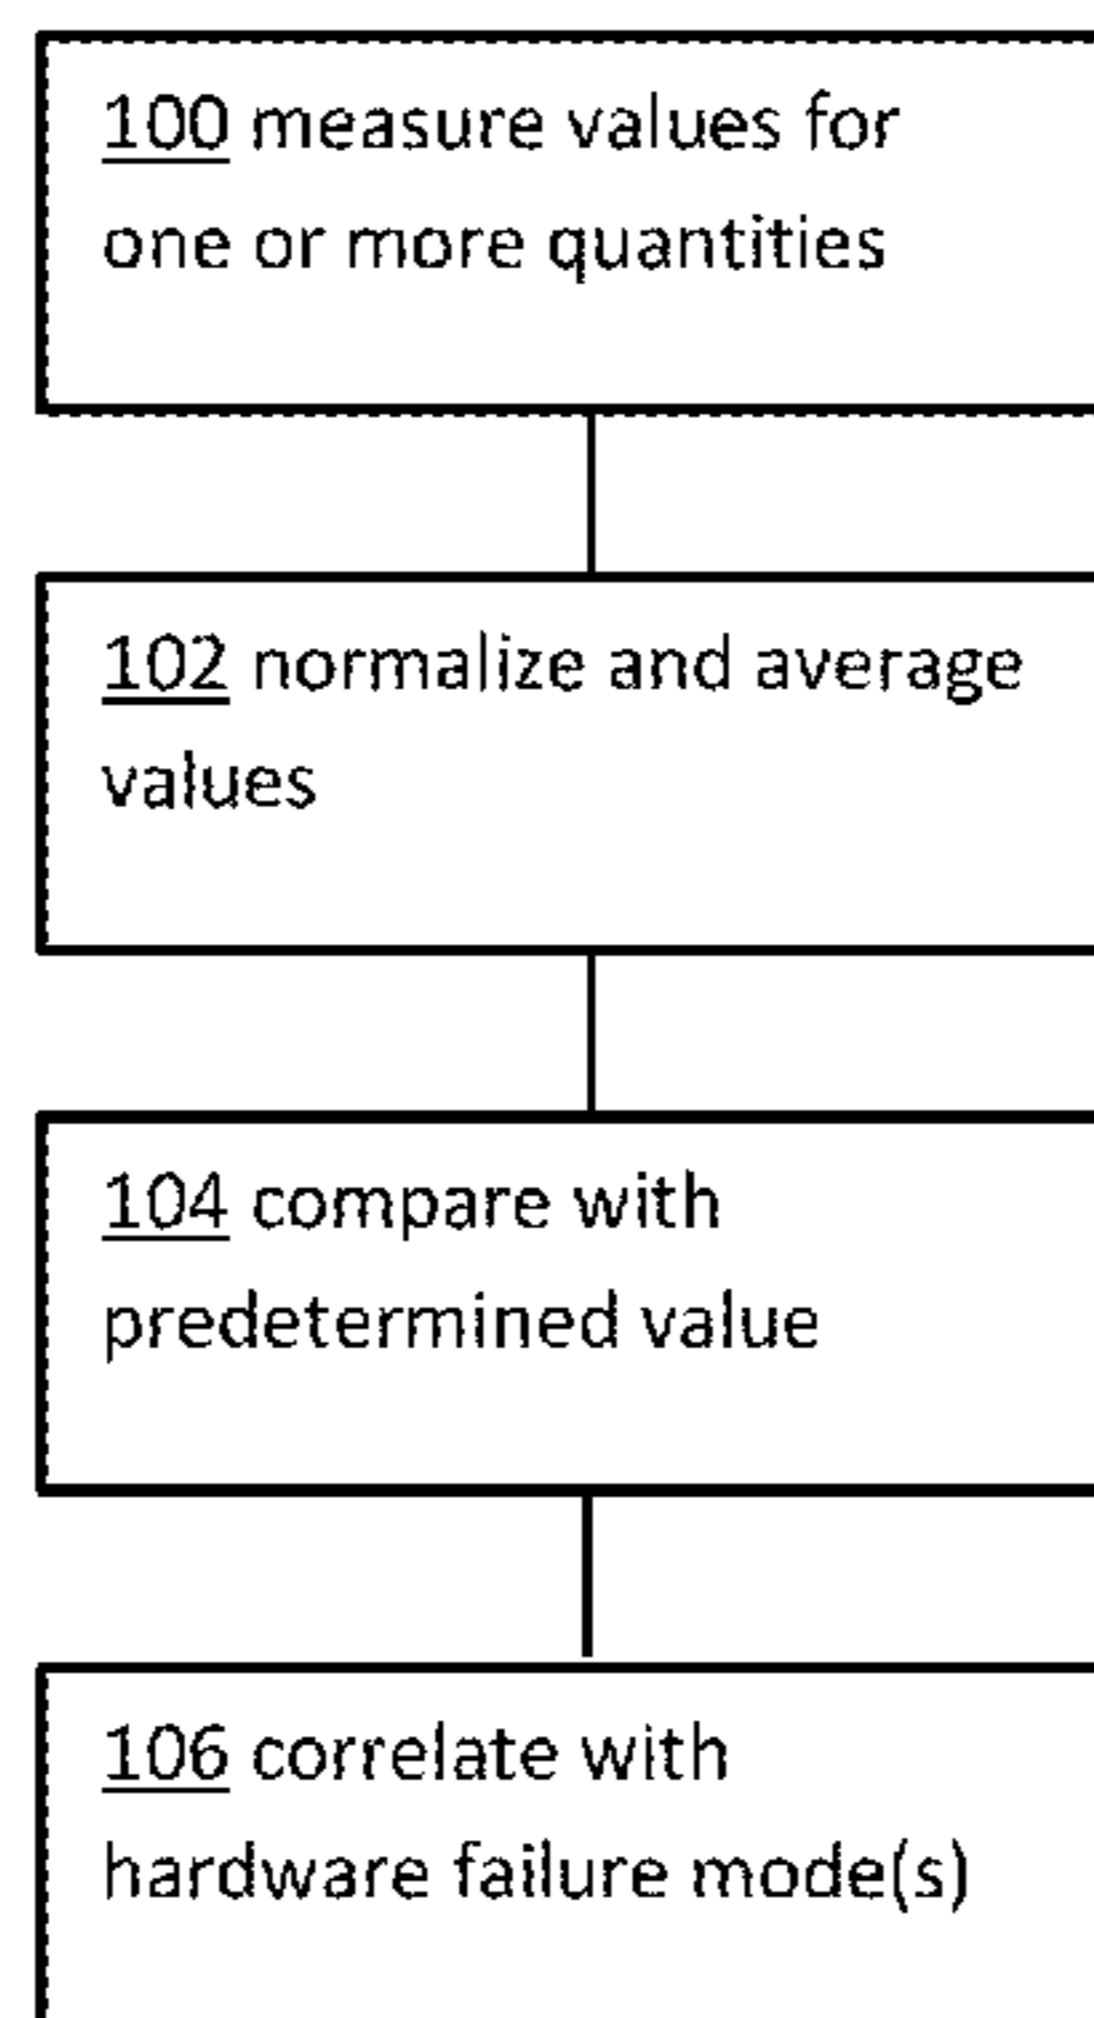 100 measure values for
one or more quantities
102 normalize and average
values
104 compare with
predetermined value
106 correlate with
hardware failure mode(s)